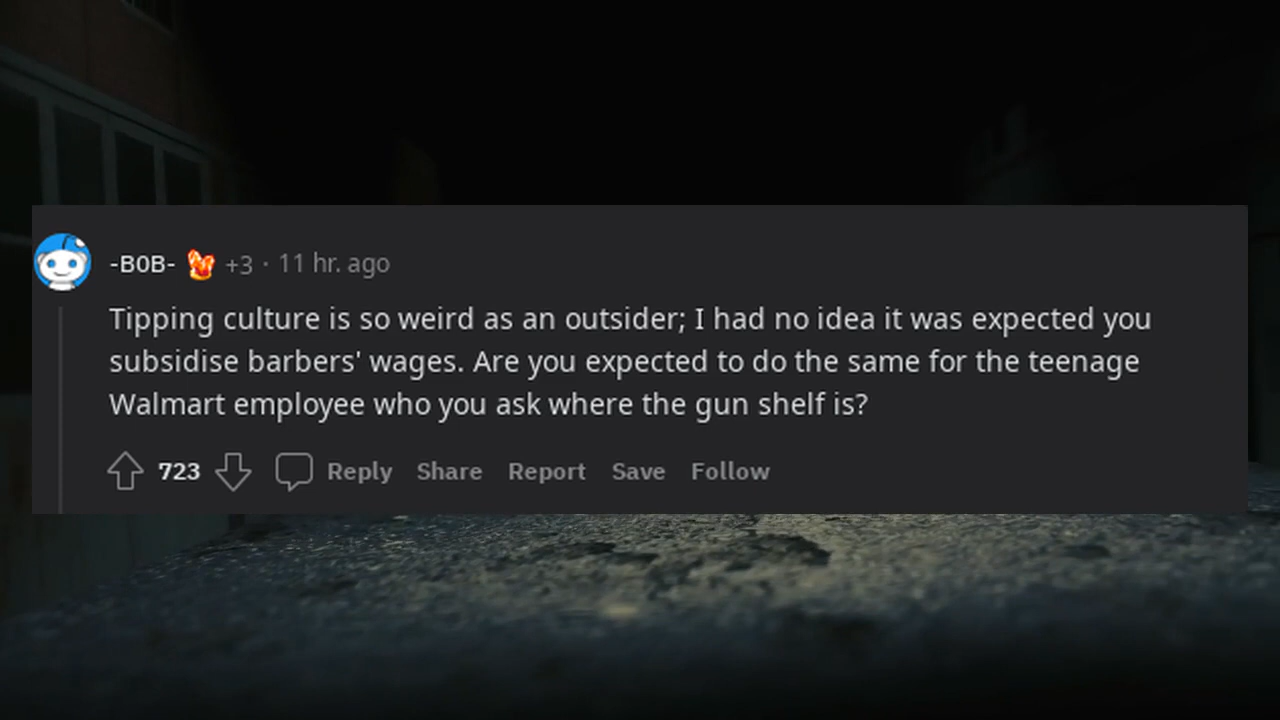 -B0B- +3 · 11 hr. ago
Tipping culture is so weird as an outsider; I had no idea it was expected you
subsidise barbers' wages. Are you expected to do the same for the teenage
Walmart employee who you ask where the gun shelf is?
723 Reply Share Report Save Follow